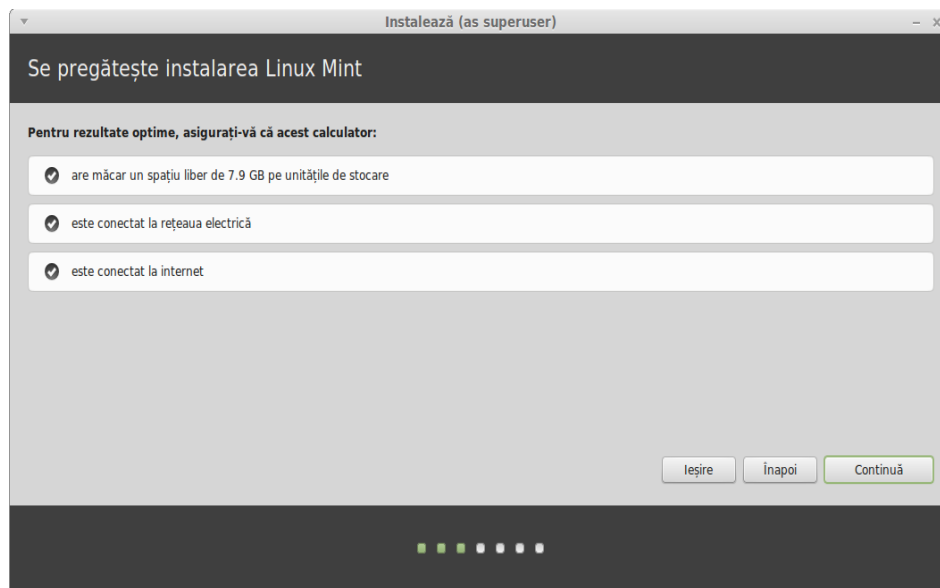 Instalează (as superuser)
Se pregătește instalarea Linux Mint
Pentru rezultate optime, asigurați-vă că acest calculator:
are măcar un spațiu liber de 7.9 GB pe unitățile de stocare
este conectat la rețeaua electrică
este conectat la internet
Ieșire Înapoi Continuă